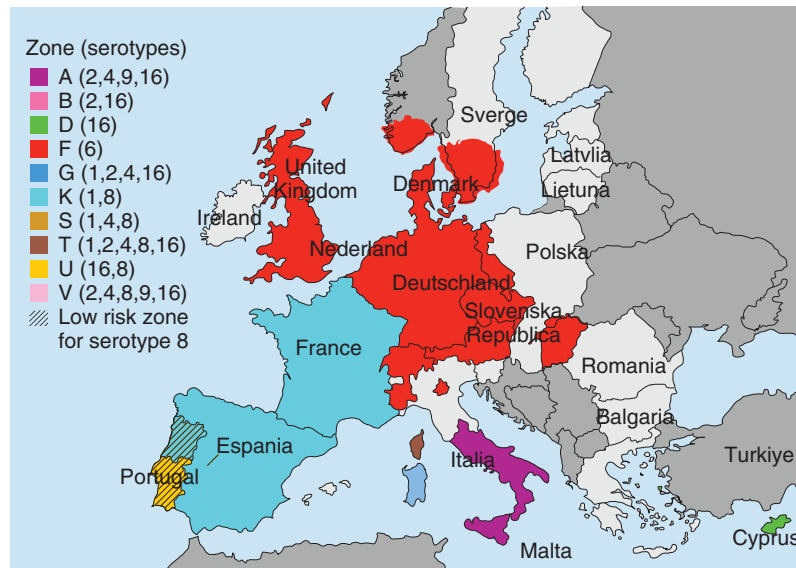 Zone (serotypes)
A (2,4,9,16)
B (2,16)
D (16)
F (6)
G (1,2,4,16)
K (1,8)
S (1,4,8)
T (1,2,4,8,16)
U (16,8)
V (2,4,8,9,16)
Low risk zone
for serotype 8
Sverge
United
Kingdom
Denmark
Latvlia
Lietuna
Ireland
Nederland
Polska
Deutschland
Slovenska
Republica
France
Romania
Balgaria
Espania
Portugal
Italia
Turkiye
Cyprus
Malta